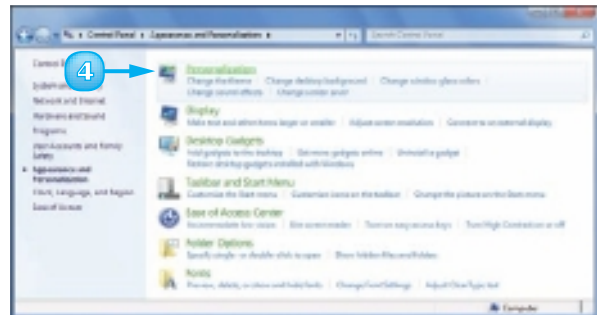 Control Panel Appearance and Personalization Search Control Panel
4
Network and Internet
Hardware and Sound
Programs
User Accounts and Family
Safety
Appearance and
Personalization
Clock, Language, and Region
Ease of Access
Personalization
Change the theme Change desktop background Change window glass colors
Change sound effects Change screen saver
Display
Make text and other items larger or smaller Adjust screen resolution Connect to an external display
Desktop Gadgets
Add gadgets to the desktop Get more gadgets online Uninstall a gadget
Restore desktop gadgets installed with Windows
Taskbar and Start Menu
Customize the Start menu Customize icons on the taskbar Change the picture on the Start menu
Ease of Access Center
Accommodate low vision Use screen reader Turn on easy access keys Turn High Contrast on or off
Folder Options
Specify single- or double-click to open Show hidden files and folders
Fonts
Preview, delete, or show and hide fonts Change Font Settings Adjust ClearType text
Computer